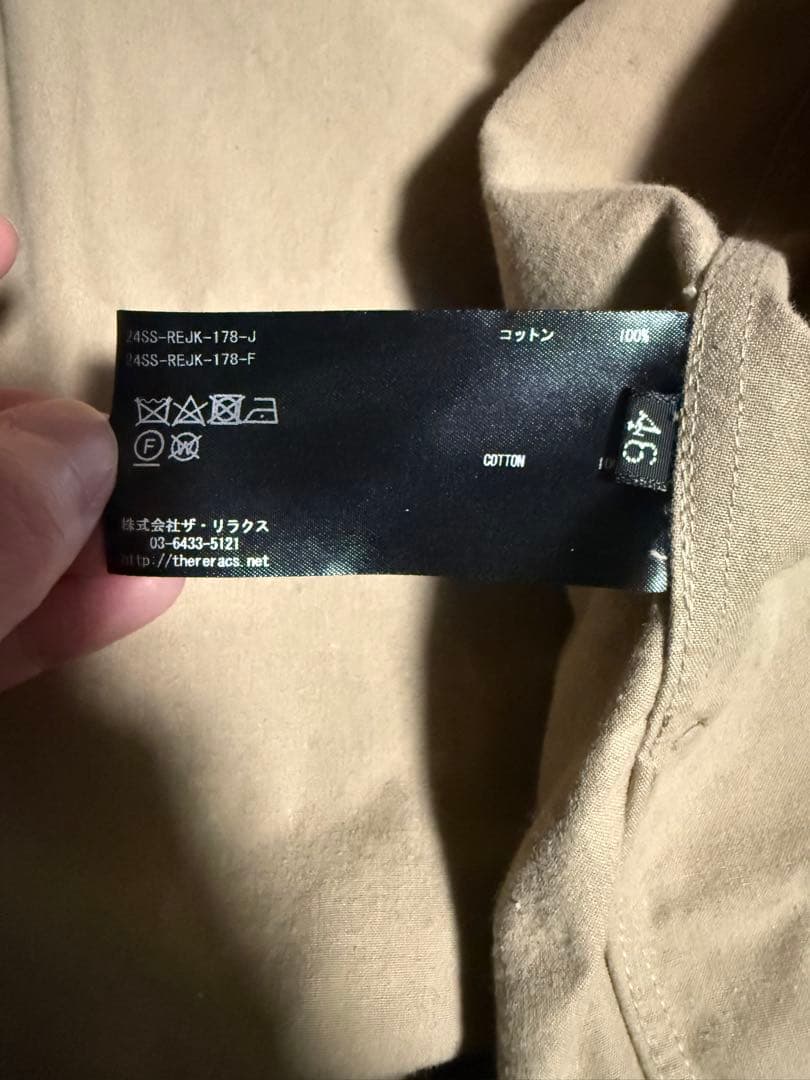 24SS-REJK-178-J
24SS-REJK-178-F
コットン 100%
F
W
COTTON
46
株式会社ザ・リラクス
03-6433-5121
http://thereracs.net